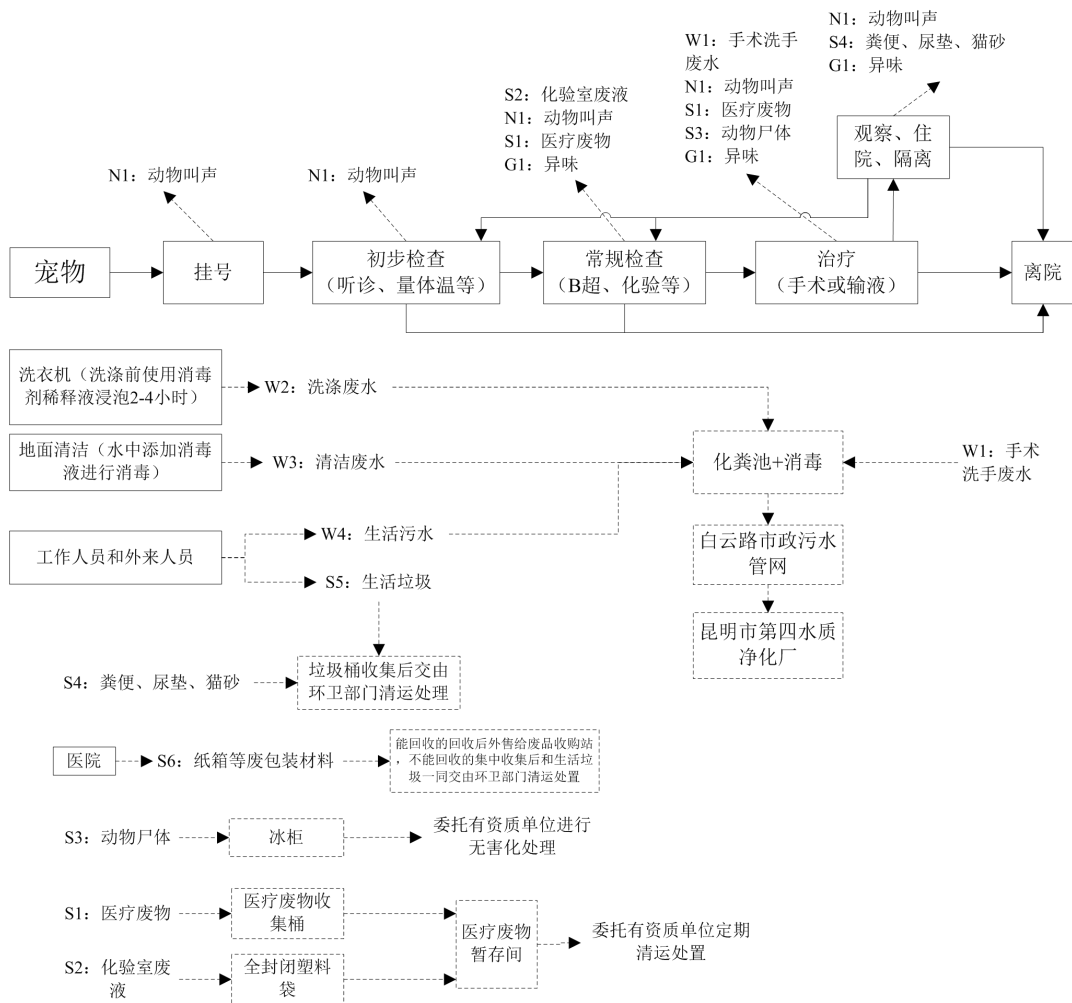 N1：动物叫声
S4：粪便、尿垫、猫砂
G1：异味
W1：手术洗手
废水
N1：动物叫声
S1：医疗废物
S3：动物尸体
G1：异味
S2：化验室废液
N1：动物叫声
S1：医疗废物
G1：异味
观察、住
院、隔离
N1：动物叫声
N1：动物叫声
宠物
挂号
初步检查
（听诊、量体温等）
常规检查
（B超、化验等）
治疗
（手术或输液）
离院
洗衣机（洗涤前使用消毒
剂稀释液浸泡2-4小时）
W2：洗涤废水
地面清洁（水中添加消毒
液进行消毒）
W3：清洁废水
化粪池+消毒
W1：手术
洗手废水
工作人员和外来人员
W4：生活污水
S5：生活垃圾
白云路市政污水
管网
昆明市第四水质
净化厂
S4：粪便、尿垫、猫砂
垃圾桶收集后交由
环卫部门清运处理
医院
S6：纸箱等废包装材料
能回收的回收后外售给废品收购站
，不能回收的集中收集后和生活垃
圾一同交由环卫部门清运处置
S3：动物尸体
冰柜
委托有资质单位进行
无害化处理
S1：医疗废物
医疗废物收
集桶
医疗废物
暂存间
委托有资质单位定期
清运处置
S2：化验室废
液
全封闭塑料
袋